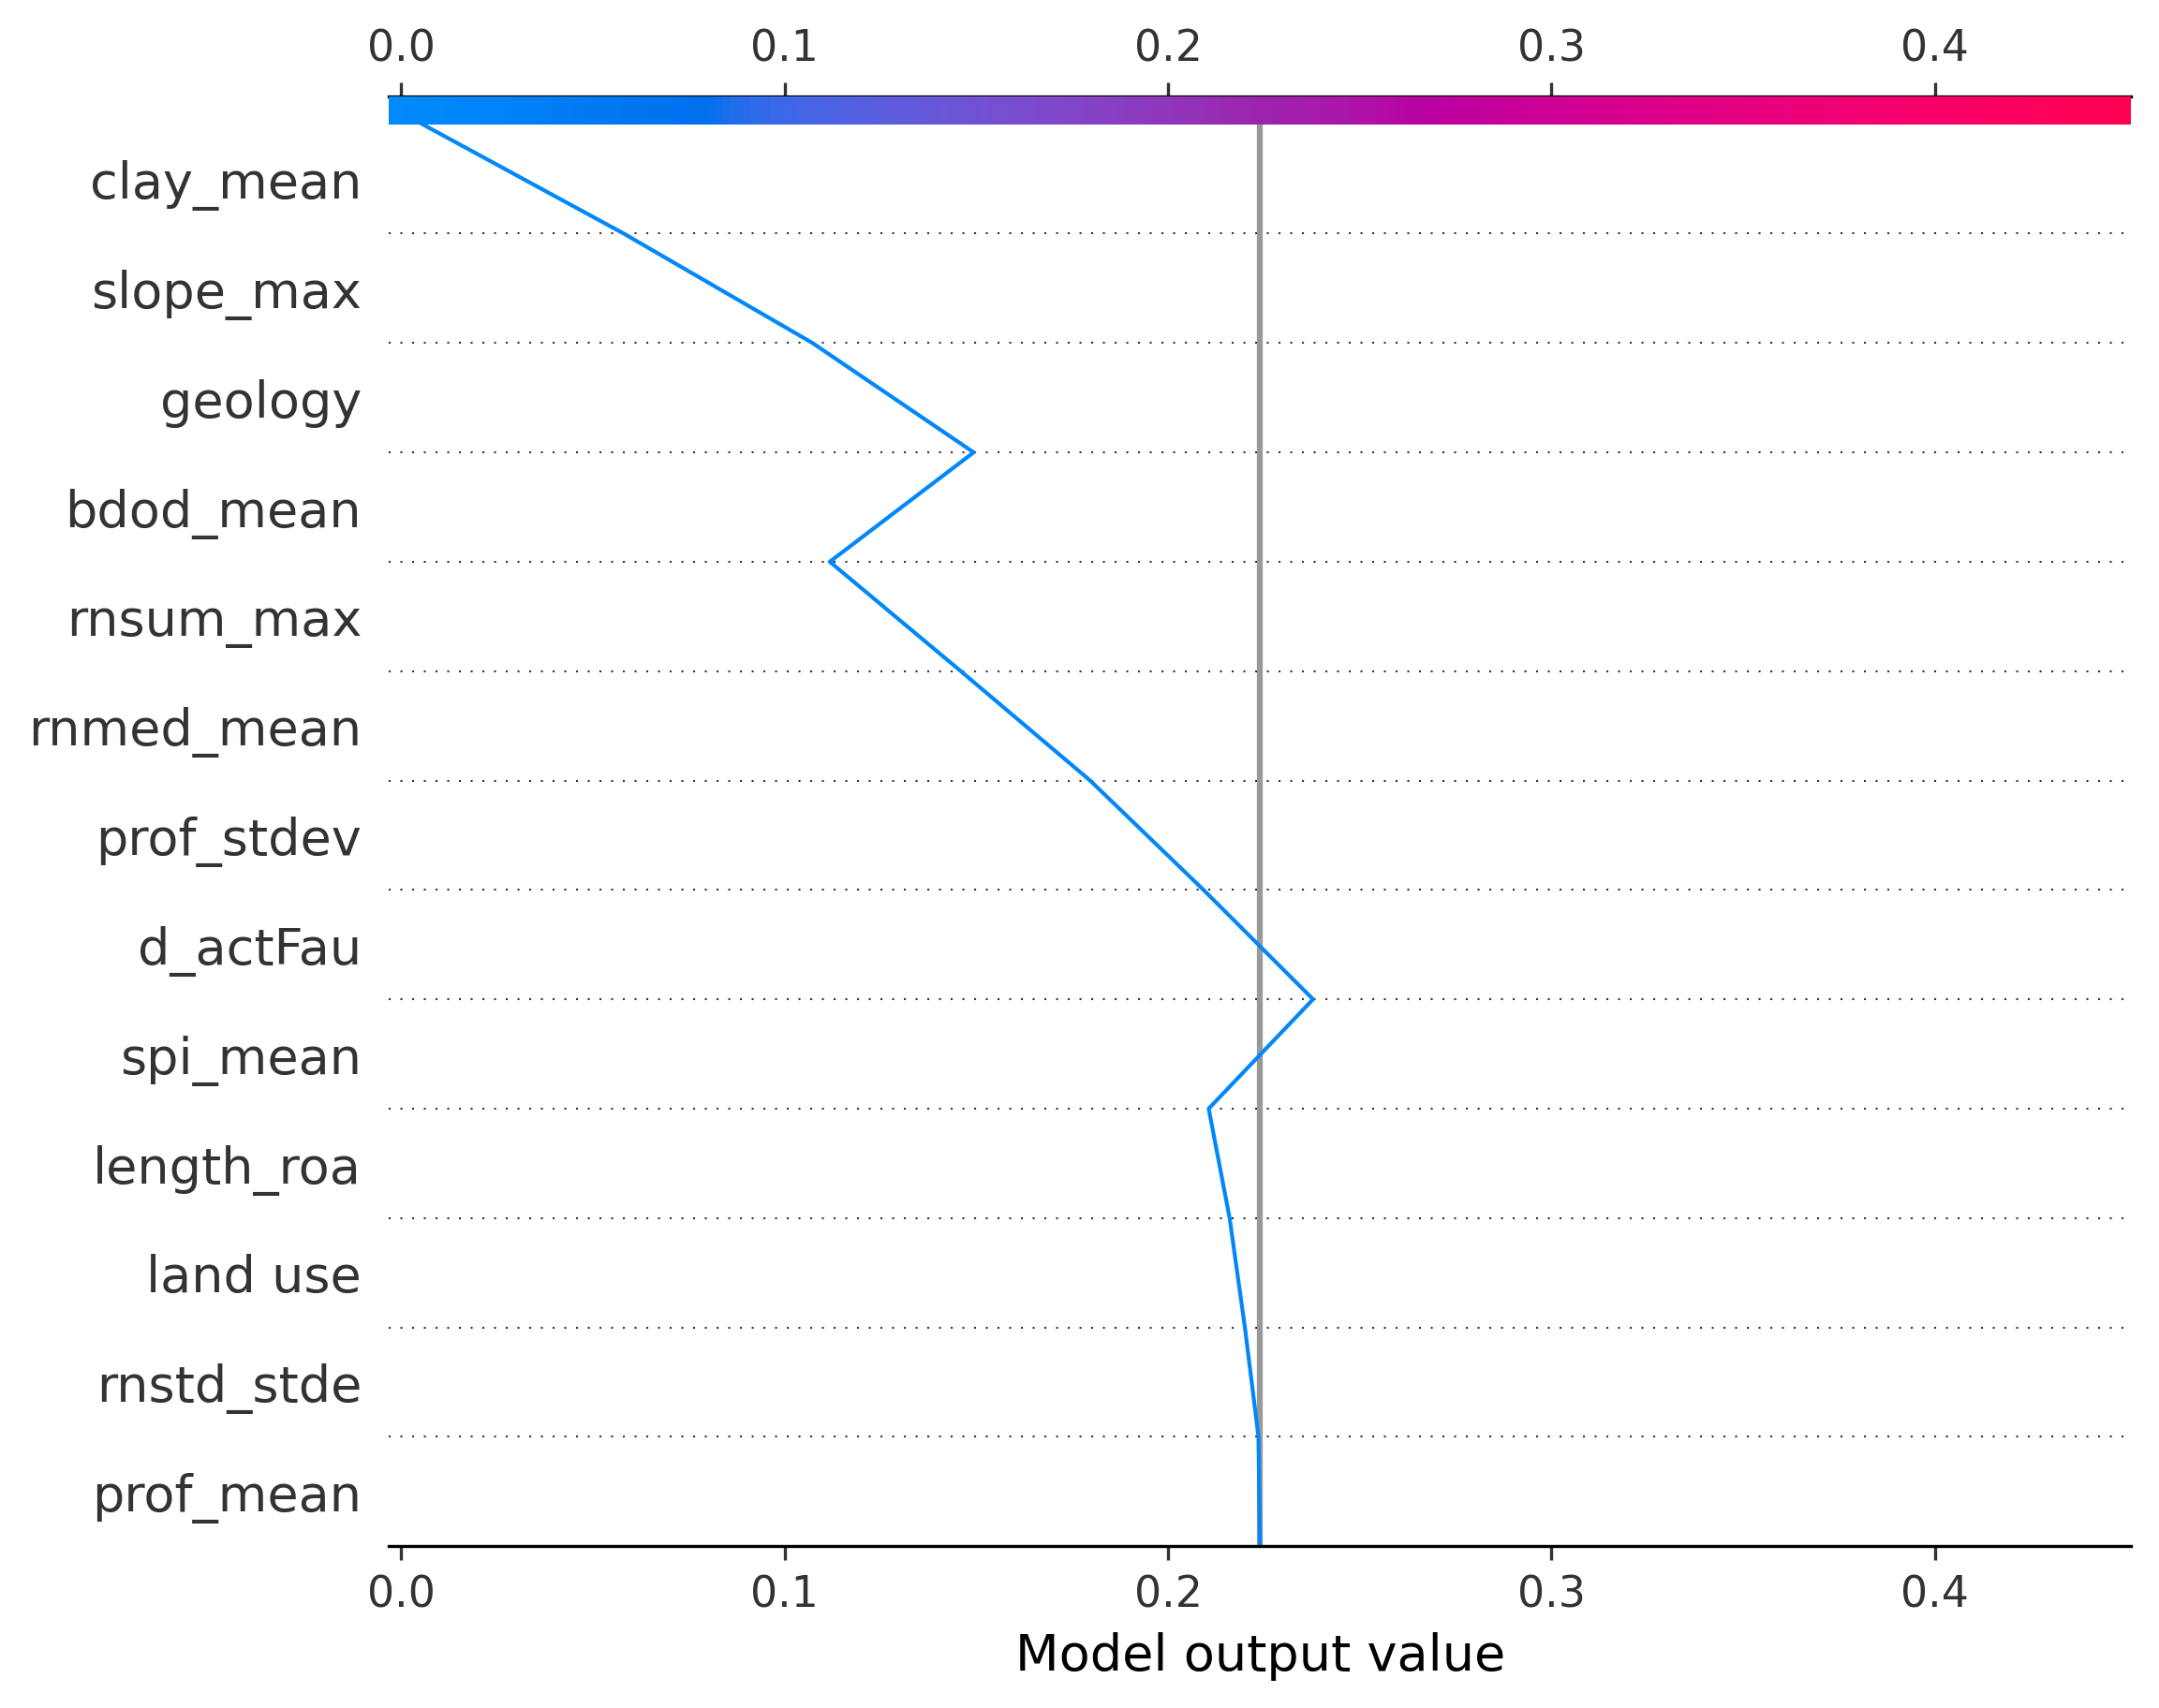 0.0 0.1 0.2 0.3 0.4
clay_mean
slope_max
geology
bdod_mean
rnsum_max
rnmed_mean
prof_stdev
d_actFau
spi_mean
length_roa
land use
rnstd_stde
prof_mean
0.0 0.1 0.2 0.3 0.4
Model output value